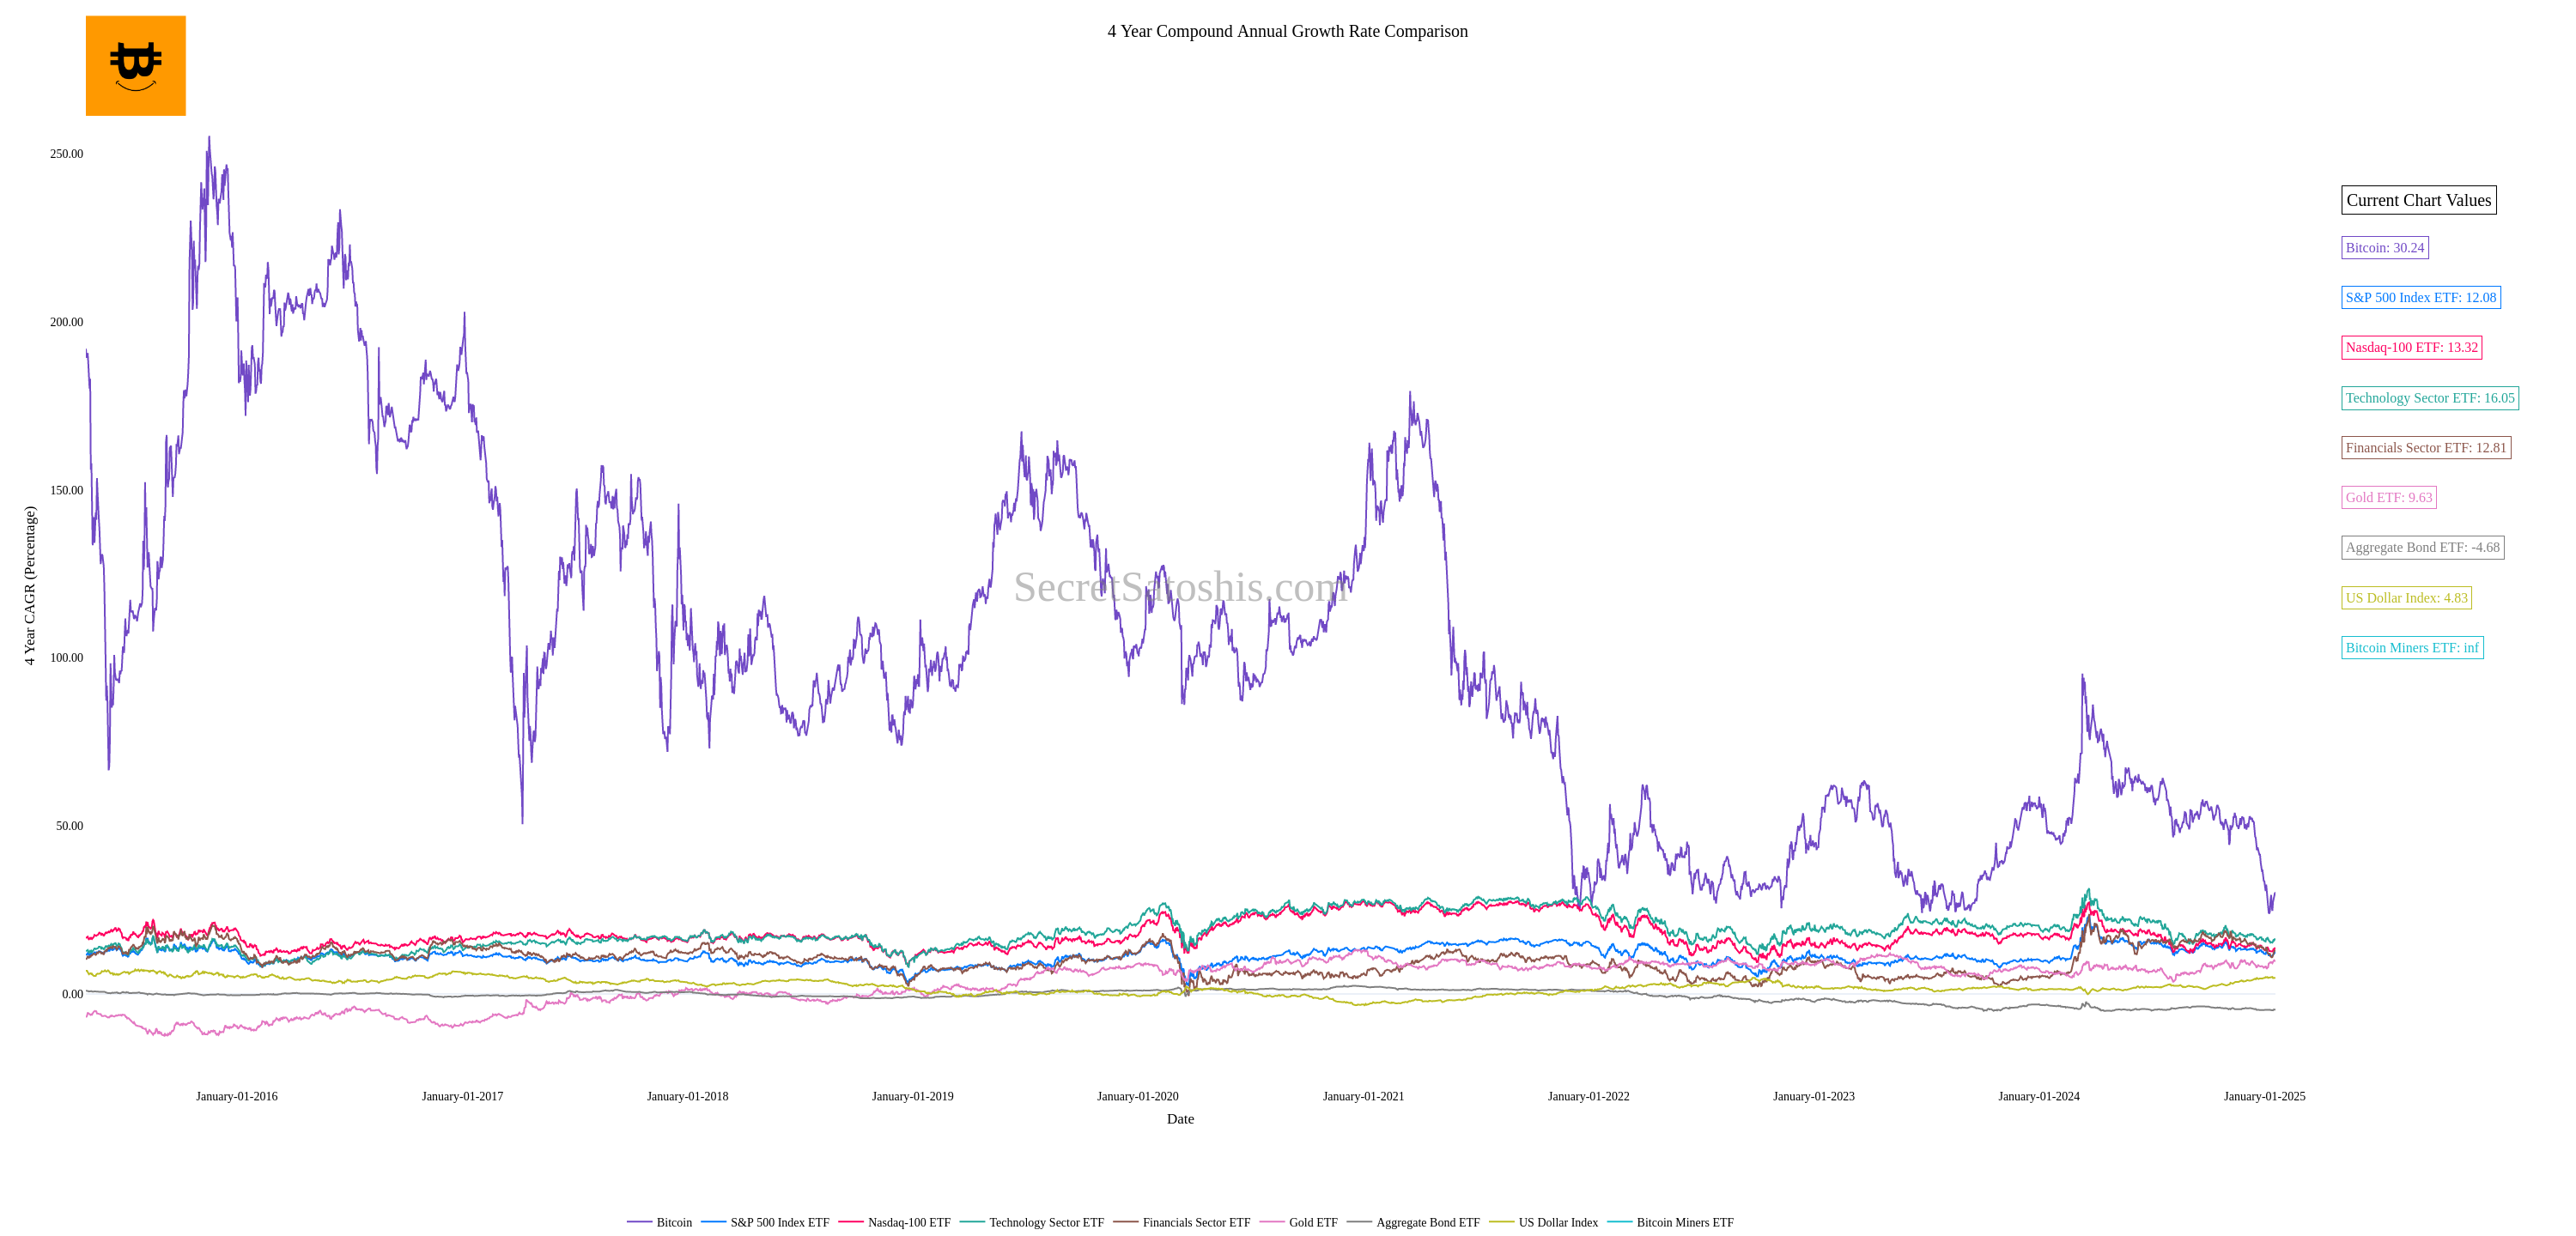 4 Year Compound Annual Growth Rate Comparison
250.00
200.00
150.00
100.00
50.00
0.00
4 Year CAGR (Percentage)
SecretSatoshis.com
Current Chart Values
Bitcoin: 30.24
S&P 500 Index ETF: 12.08
Nasdaq-100 ETF: 13.32
Technology Sector ETF: 16.05
Financials Sector ETF: 12.81
Gold ETF: 9.63
Aggregate Bond ETF: -4.68
US Dollar Index: 4.83
Bitcoin Miners ETF: inf
January-01-2016 January-01-2017 January-01-2018 January-01-2019 January-01-2020 January-01-2021 January-01-2022 January-01-2023 January-01-2024 January-01-2025
Date
Bitcoin S&P 500 Index ETF Nasdaq-100 ETF Technology Sector ETF Financials Sector ETF Gold ETF Aggregate Bond ETF US Dollar Index Bitcoin Miners ETF